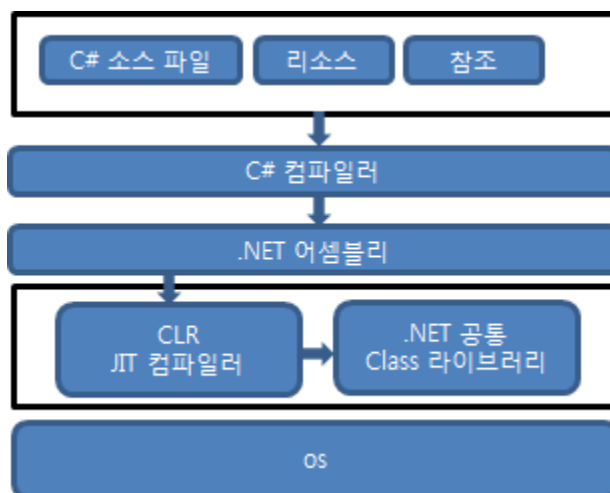 C# 소스 파일
리소스
참조
C# 컴파일러
.NET 어셈블리
CLR
JIT 컴파일러
.NET 공통
Class 라이브러리
os